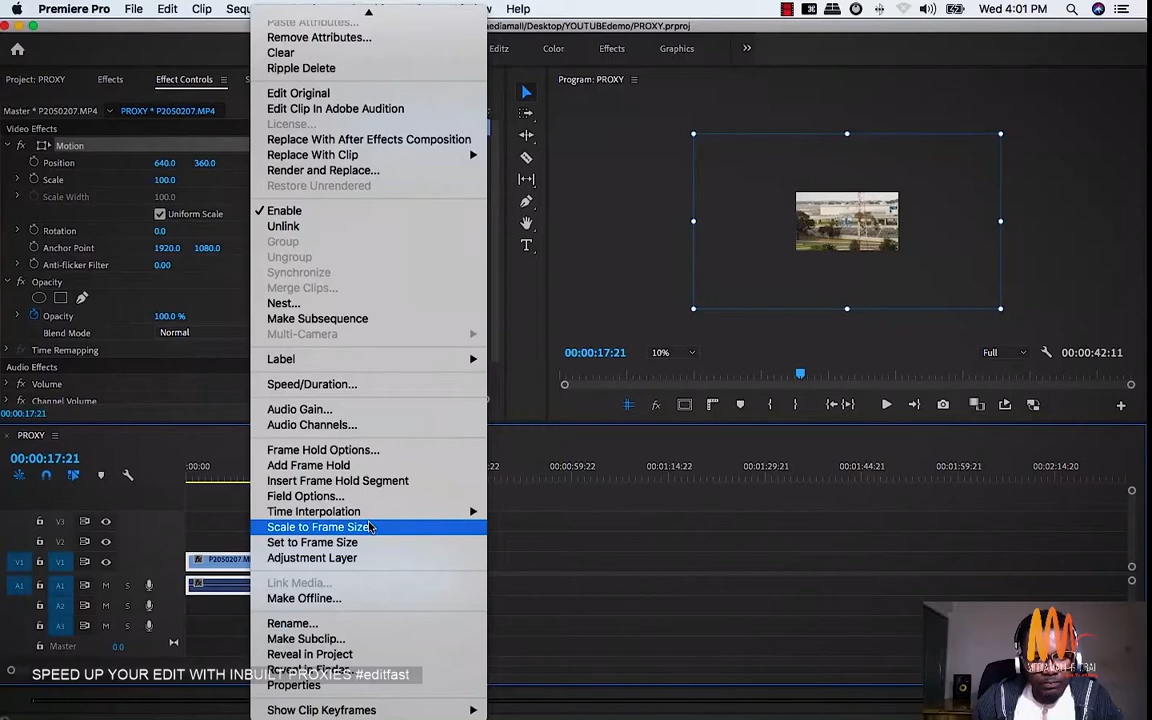 Premiere Pro File Edit Clip Sequ indow Help Wed 4:01 PM
mediamall/Desktop/YOUTUBEdemo/PROXY.prproj
Editz Color Effects Graphics
Project: PROXY Effects Effect Controls Program: PROXY
Master * P2050207.MP4 PROXY * P2050207.MP4
Video Effects
fx Motion
Position 640.0 360.0
Scale 100.0
Scale Width 100.0
Uniform Scale
Rotation 0.0
Anchor Point 1920.0 1080.0
Anti-flicker Filter 0.00
fx Opacity
Opacity 100.0 %
Blend Mode Normal
Time Remapping
Audio Effects
fx Volume
fx Channel Volume
00:00:17:21
Paste Attributes...
Remove Attributes...
Clear
Ripple Delete
Edit Original
Edit Clip In Adobe Audition
License...
Replace With After Effects Composition
Replace With Clip
Render and Replace...
Restore Unrendered
Enable
Unlink
Group
Ungroup
Synchronize
Merge Clips...
Nest...
Make Subsequence
Multi-Camera
Label
Speed/Duration...
Audio Gain...
Audio Channels...
Frame Hold Options...
Add Frame Hold
Insert Frame Hold Segment
Field Options...
Time Interpolation
Scale to Frame Size
Set to Frame Size
Adjustment Layer
Link Media...
Make Offline...
Rename...
Make Subclip...
Reveal in Project
Reveal in Finder...
Properties
Show Clip Keyframes
00:00:17:21 10% Full 00:00:42:11
PROXY
00:00:17:21
:00:00 :22 00:00:59:22 00:01:14:22 00:01:29:21 00:01:44:21 00:01:59:21 00:02:14:20
V3
V2
V1 V1 fx P2050207.M
A1 A1 M S
A2 M S
A3 M S
Master 0.0
SPEED UP YOUR EDIT WITH INBUILT PROXIES #editfast